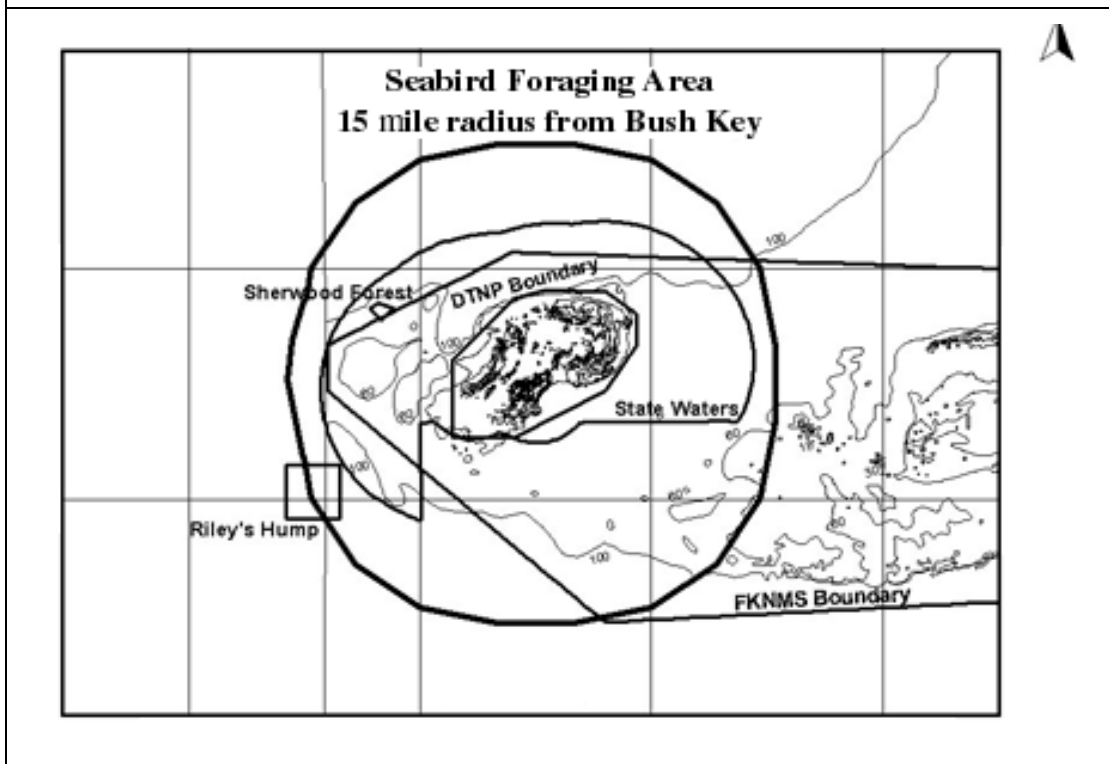 Seabird Foraging Area
15 mile radius from Bush Key
100
DTNP Boundary
Sherwood Forest
100
60
60
State Waters
60
100
30
60
Riley's Hump
60
100
FKNMS Boundary